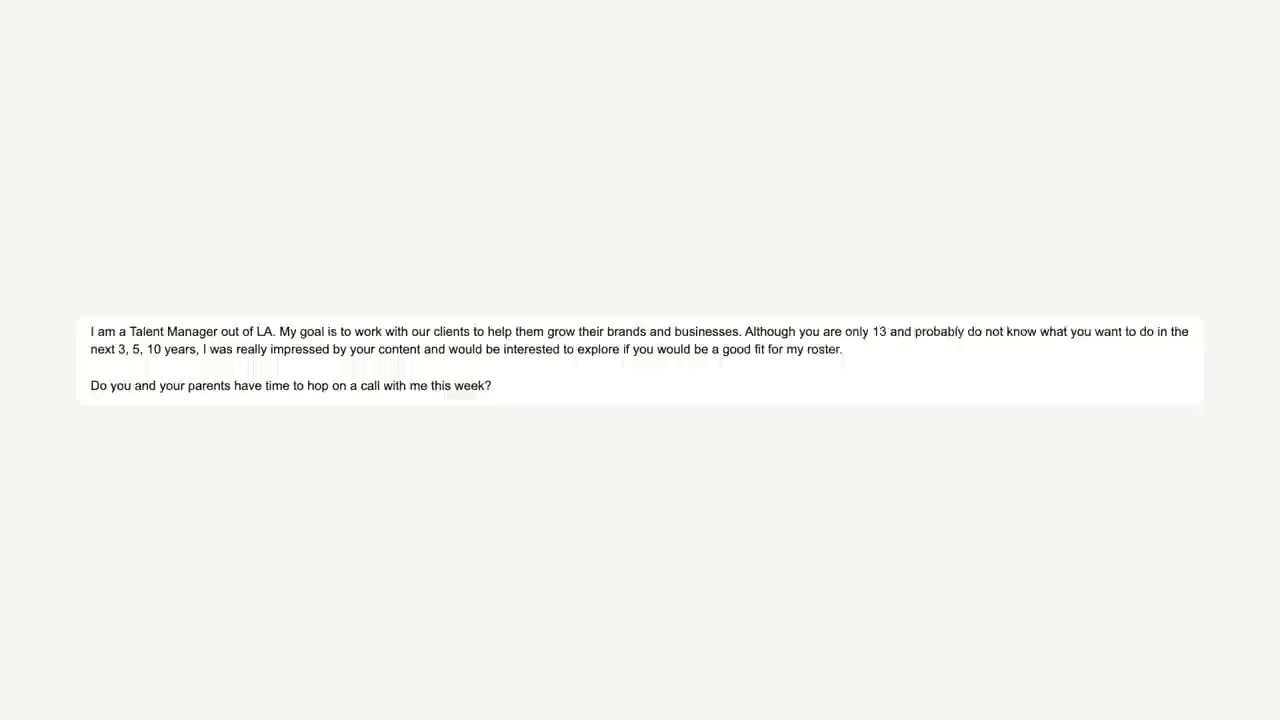 I am a Talent Manager out of LA. My goal is to work with our clients to help them grow their brands and businesses. Although you are only 13 and probably do not know what you want to do in the
next 3, 5, 10 years, I was really impressed by your content and would be interested to explore if you would be a good fit for my roster.
Do you and your parents have time to hop on a call with me this week?